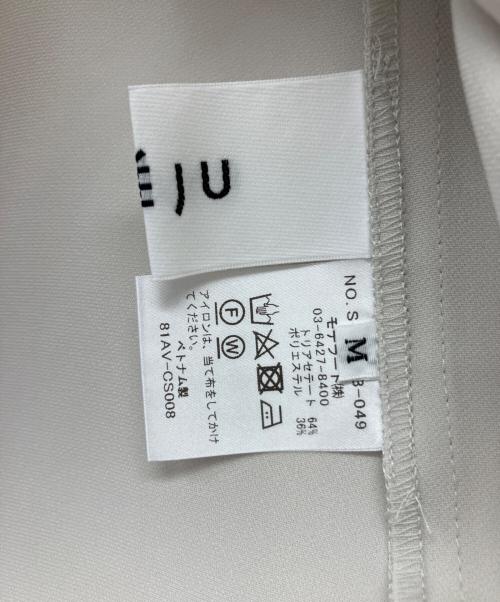 M
NO. S
3-049
モアフート(株)
03-6427-8400
トリアセテート 64%
ポリエステル 36%
F W
アイロンは、当て布をしてかけ
てください。
ベトナム製
81AV-CS008